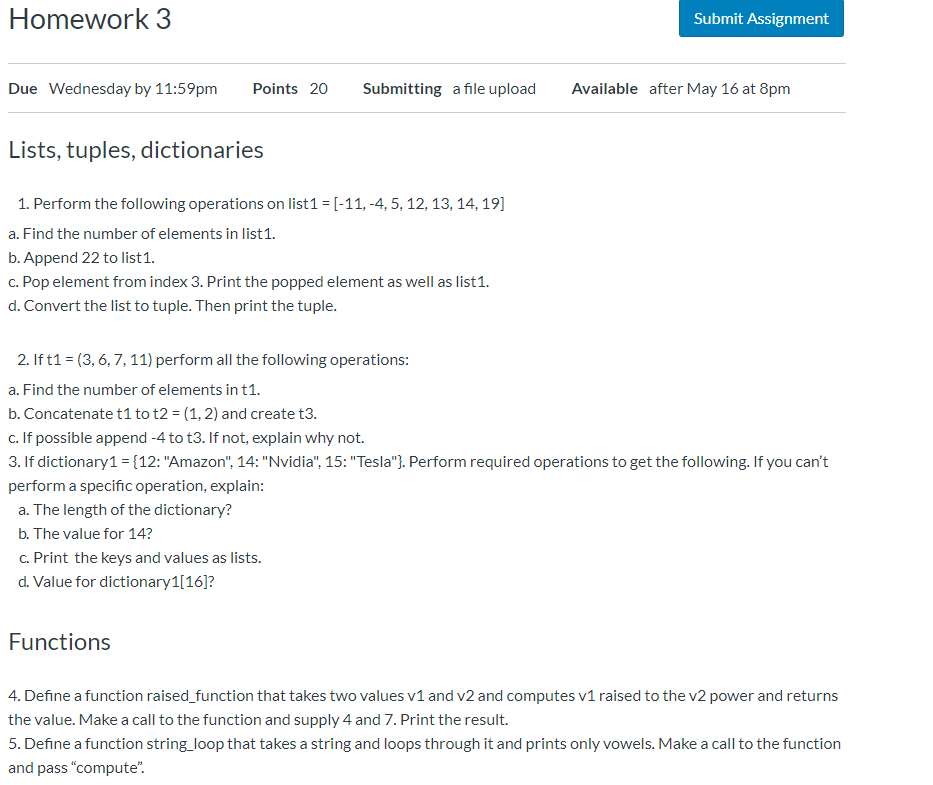 Homework 3
Submit Assignment
Due Wednesday by 11:59pm Points 20 Submitting a file upload Available after May 16 at 8pm
Lists, tuples, dictionaries
1. Perform the following operations on list1 = [-11, -4, 5, 12, 13, 14, 19]
a. Find the number of elements in list1.
b. Append 22 to list1.
c. Pop element from index 3. Print the popped element as well as list1.
d. Convert the list to tuple. Then print the tuple.
2. If t1 = (3, 6, 7, 11) perform all the following operations:
a. Find the number of elements in t1.
b. Concatenate t1 to t2 = (1, 2) and create t3.
c. If possible append -4 to t3. If not, explain why not.
3. If dictionary1 = {12: "Amazon", 14: "Nvidia", 15: "Tesla"}. Perform required operations to get the following. If you can’t
perform a specific operation, explain:
a. The length of the dictionary?
b. The value for 14?
c. Print the keys and values as lists.
d. Value for dictionary1[16]?
Functions
4. Define a function raised_function that takes two values v1 and v2 and computes v1 raised to the v2 power and returns
the value. Make a call to the function and supply 4 and 7. Print the result.
5. Define a function string_loop that takes a string and loops through it and prints only vowels. Make a call to the function
and pass “compute”.